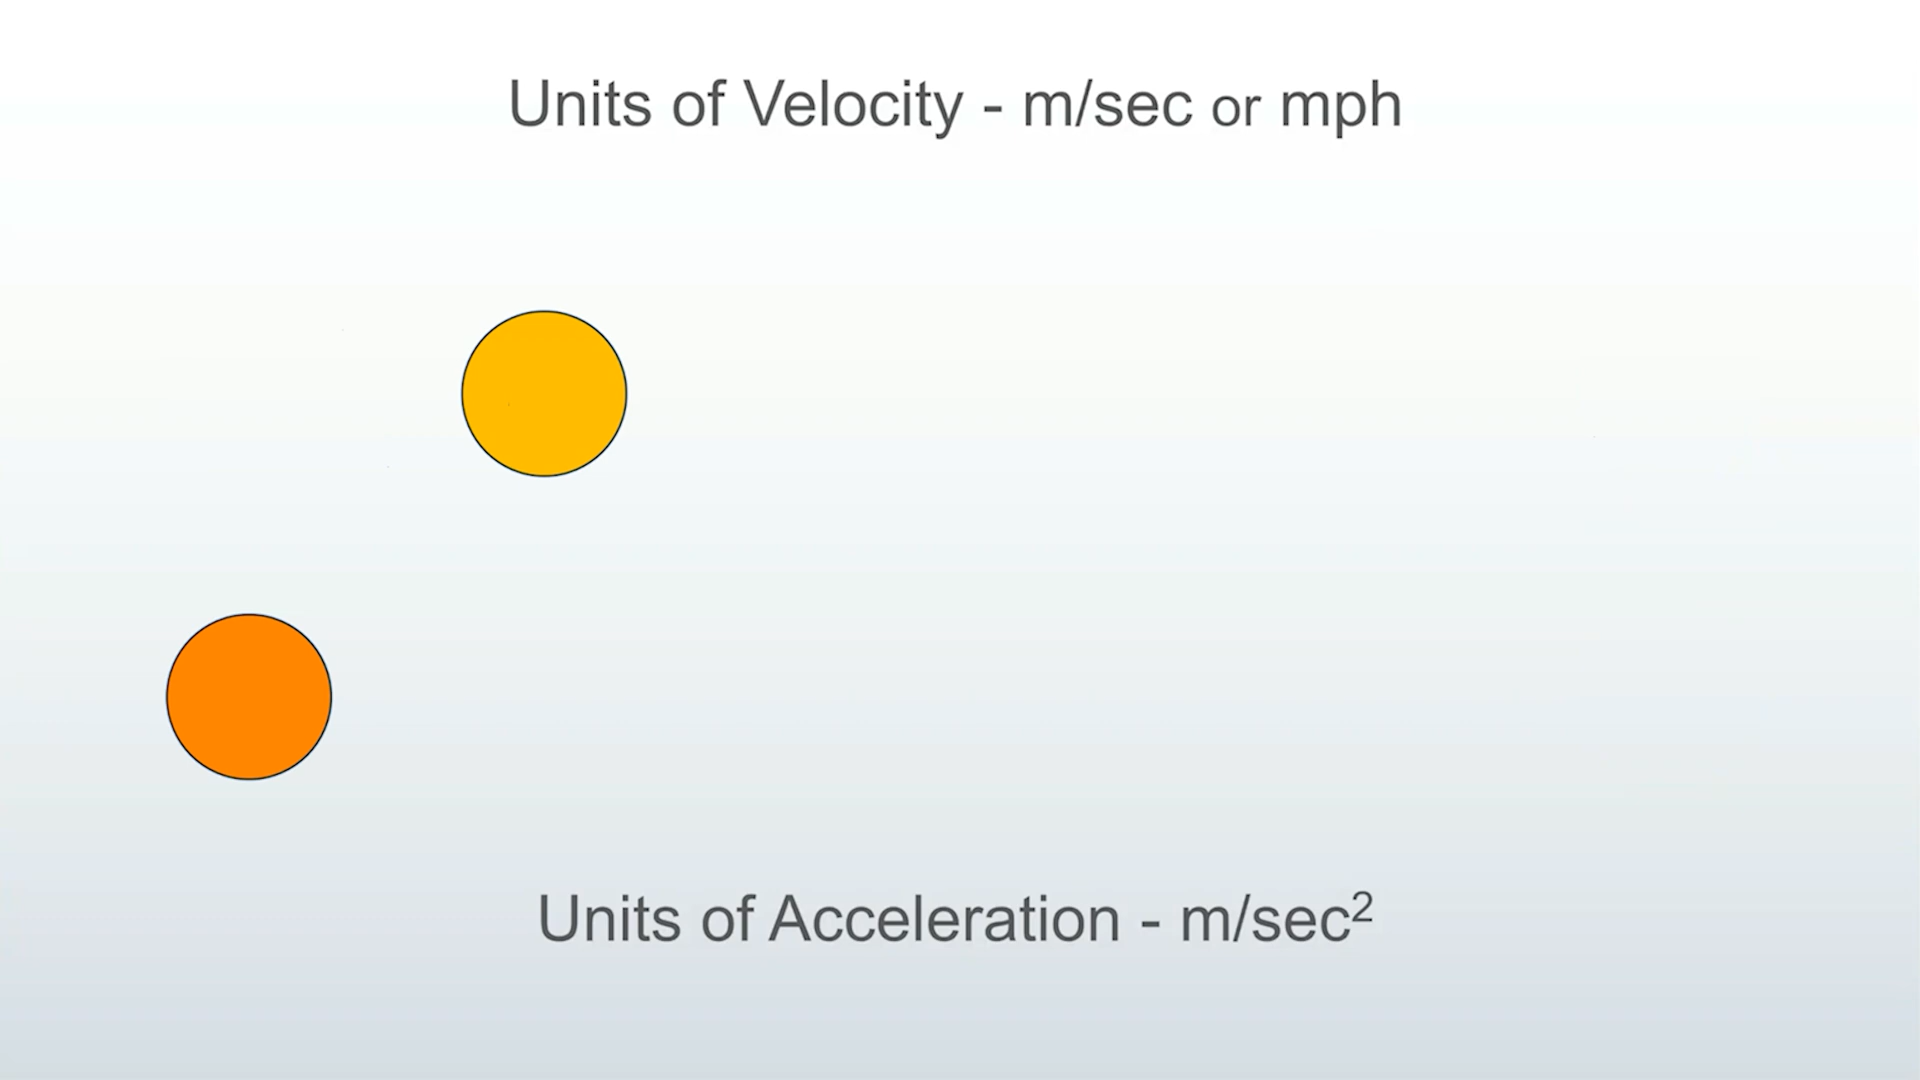 Units of Velocity - m/sec or mph
Units of Acceleration - m/sec²